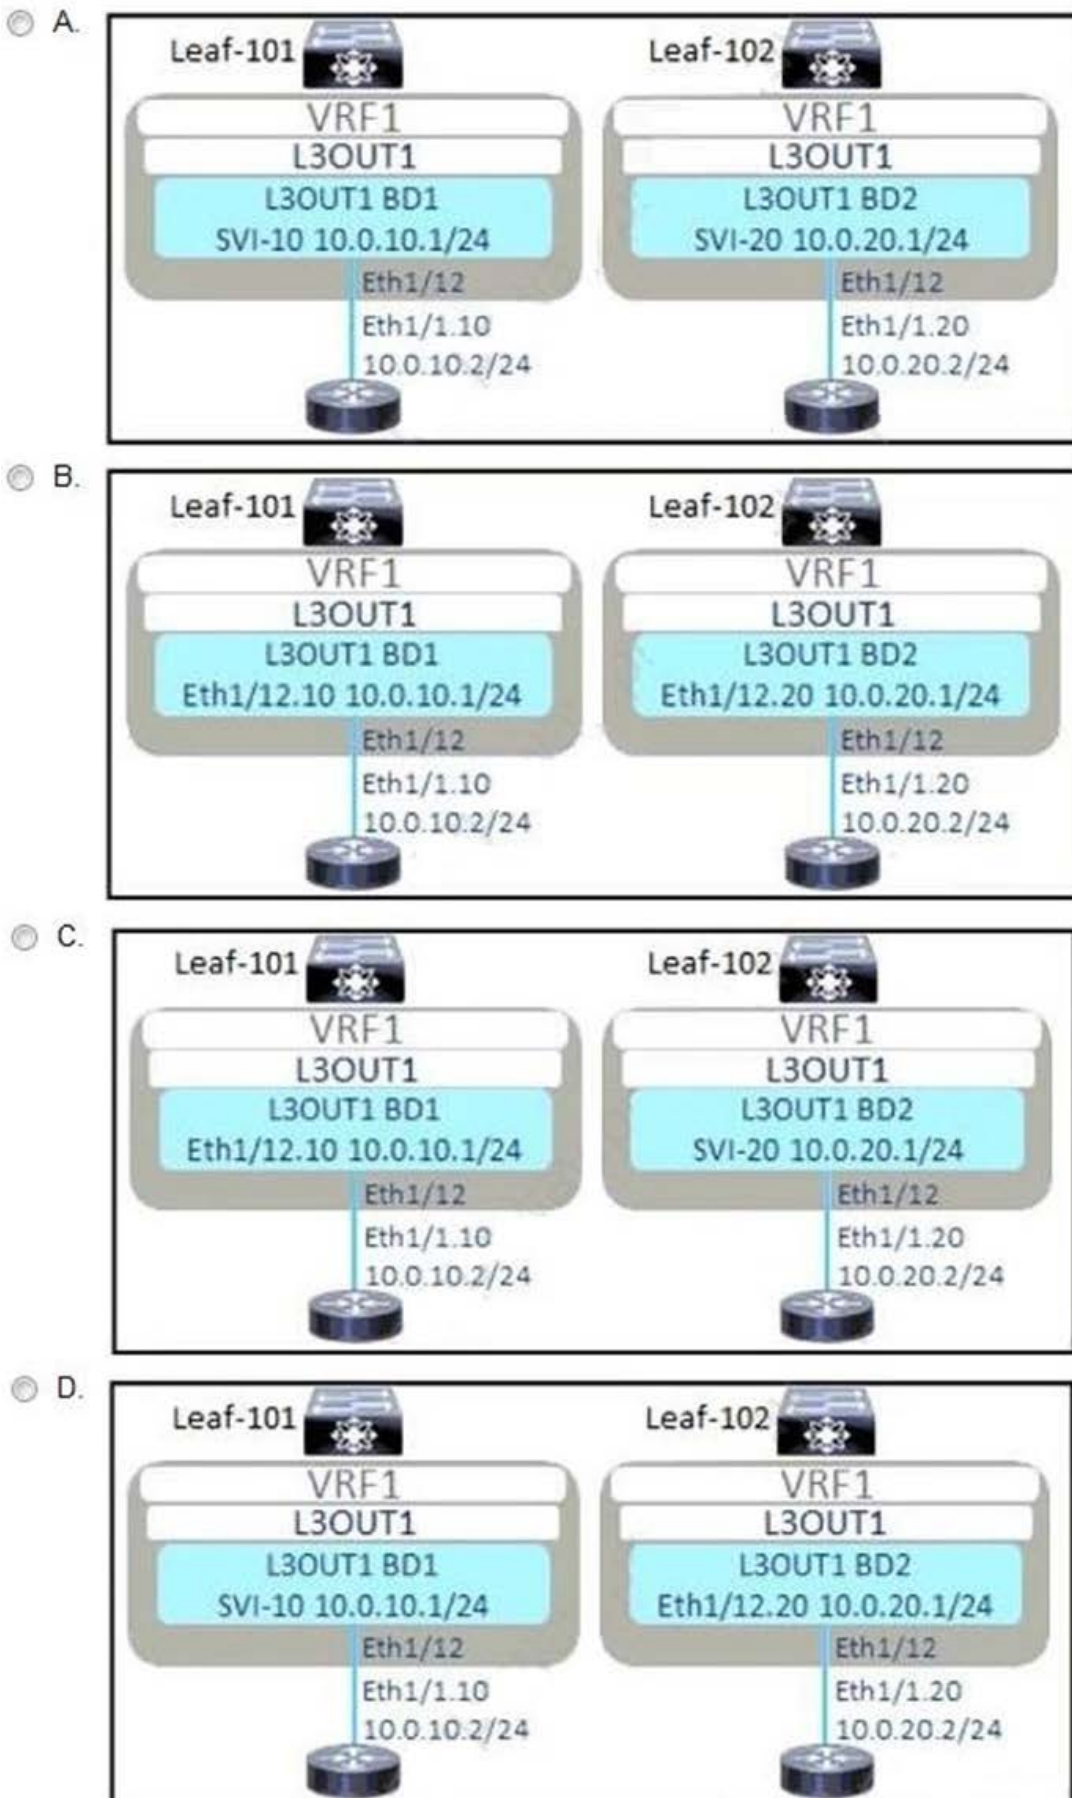 A.
Leaf-101 Leaf-102
VRF1 VRF1
L3OUT1 L3OUT1
L3OUT1 BD1 L3OUT1 BD2
SVI-10 10.0.10.1/24 SVI-20 10.0.20.1/24
Eth1/12 Eth1/12
Eth1/1.10 Eth1/1.20
10.0.10.2/24 10.0.20.2/24
B.
Leaf-101 Leaf-102
VRF1 VRF1
L3OUT1 L3OUT1
L3OUT1 BD1 L3OUT1 BD2
Eth1/12.10 10.0.10.1/24 Eth1/12.20 10.0.20.1/24
Eth1/12 Eth1/12
Eth1/1.10 Eth1/1.20
10.0.10.2/24 10.0.20.2/24
C.
Leaf-101 Leaf-102
VRF1 VRF1
L3OUT1 L3OUT1
L3OUT1 BD1 L3OUT1 BD2
Eth1/12.10 10.0.10.1/24 SVI-20 10.0.20.1/24
Eth1/12 Eth1/12
Eth1/1.10 Eth1/1.20
10.0.10.2/24 10.0.20.2/24
D.
Leaf-101 Leaf-102
VRF1 VRF1
L3OUT1 L3OUT1
L3OUT1 BD1 L3OUT1 BD2
SVI-10 10.0.10.1/24 Eth1/12.20 10.0.20.1/24
Eth1/12 Eth1/12
Eth1/1.10 Eth1/1.20
10.0.10.2/24 10.0.20.2/24